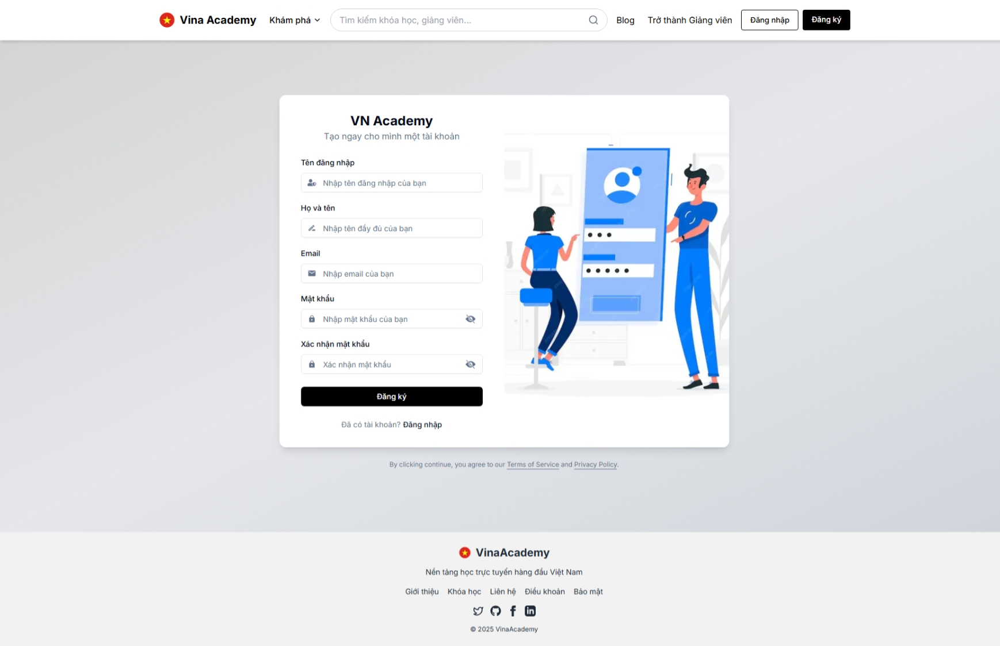 Vina Academy
Khám phá
Tìm kiếm khóa học, giảng viên...
Blog
Trở thành Giảng viên
Đăng nhập
Đăng ký
VN Academy
Tạo ngay cho mình một tài khoản
Tên đăng nhập
Nhập tên đăng nhập của bạn
Họ và tên
Nhập tên đầy đủ của bạn
Email
Nhập email của bạn
Mật khẩu
Nhập mật khẩu của bạn
Xác nhận mật khẩu
Xác nhận mật khẩu
Đăng ký
Đã có tài khoản? Đăng nhập
By clicking continue, you agree to our Terms of Service and Privacy Policy.
VinaAcademy
Nền tảng học trực tuyến hàng đầu Việt Nam
Giới thiệu Khóa học Liên hệ Điều khoản Bảo mật
© 2025 VinaAcademy